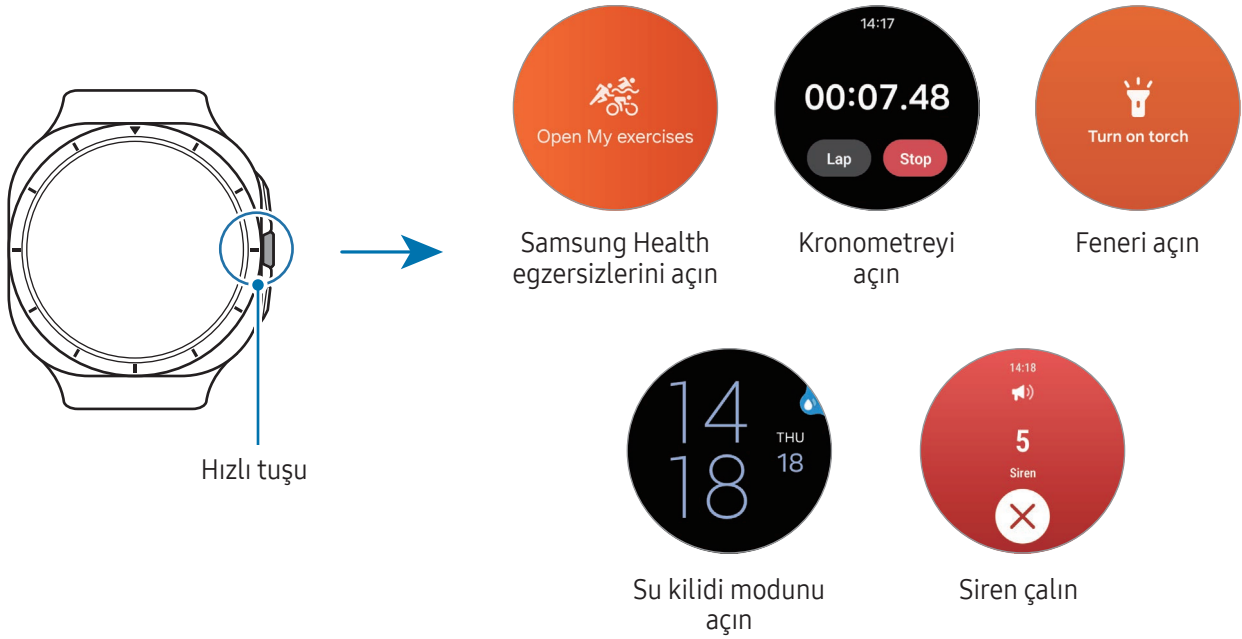 Open My exercises
Samsung Health
egzersizlerini açın
14:17
00:07.48
Lap
Stop
Kronometreyi
açın
Turn on torch
Feneri açın
Hızlı tuşu
14
18
THU
18
Su kilidi modunu
açın
14:18
5
Siren
Siren çalın